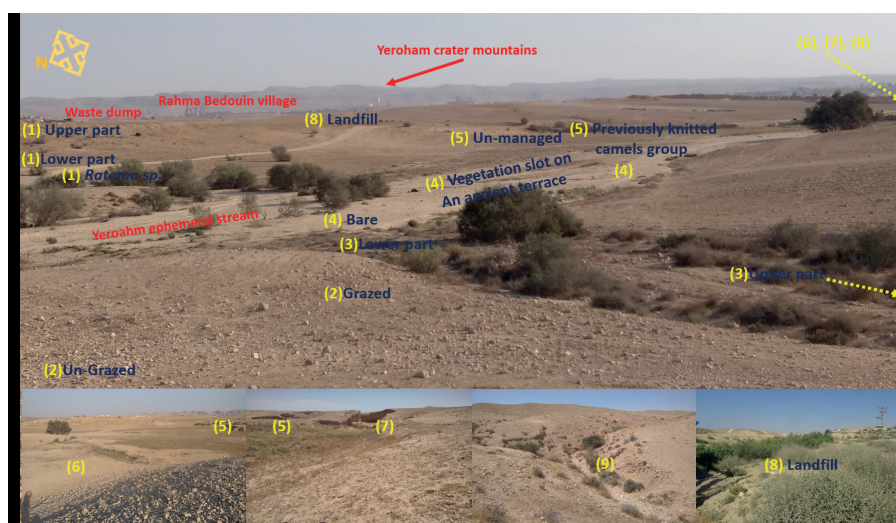 N
Yeroham crater mountains
(6), (7), (9)
Waste dump
Rahma Bedouin village
(1) Upper part
(8) Landfill
(5) Un-managed
(5) Previously knitted
camels group
(1) Lower part
(1) Ratema sp.
(4) Vegetation slot on
An ancient terrace
(4)
Yeroahm ephemeral stream
(4) Bare
(3) Lower part
(3) Upper part
(2) Grazed
(2) Un-Grazed
(5)
(6)
(5)
(7)
(9)
(8) Landfill